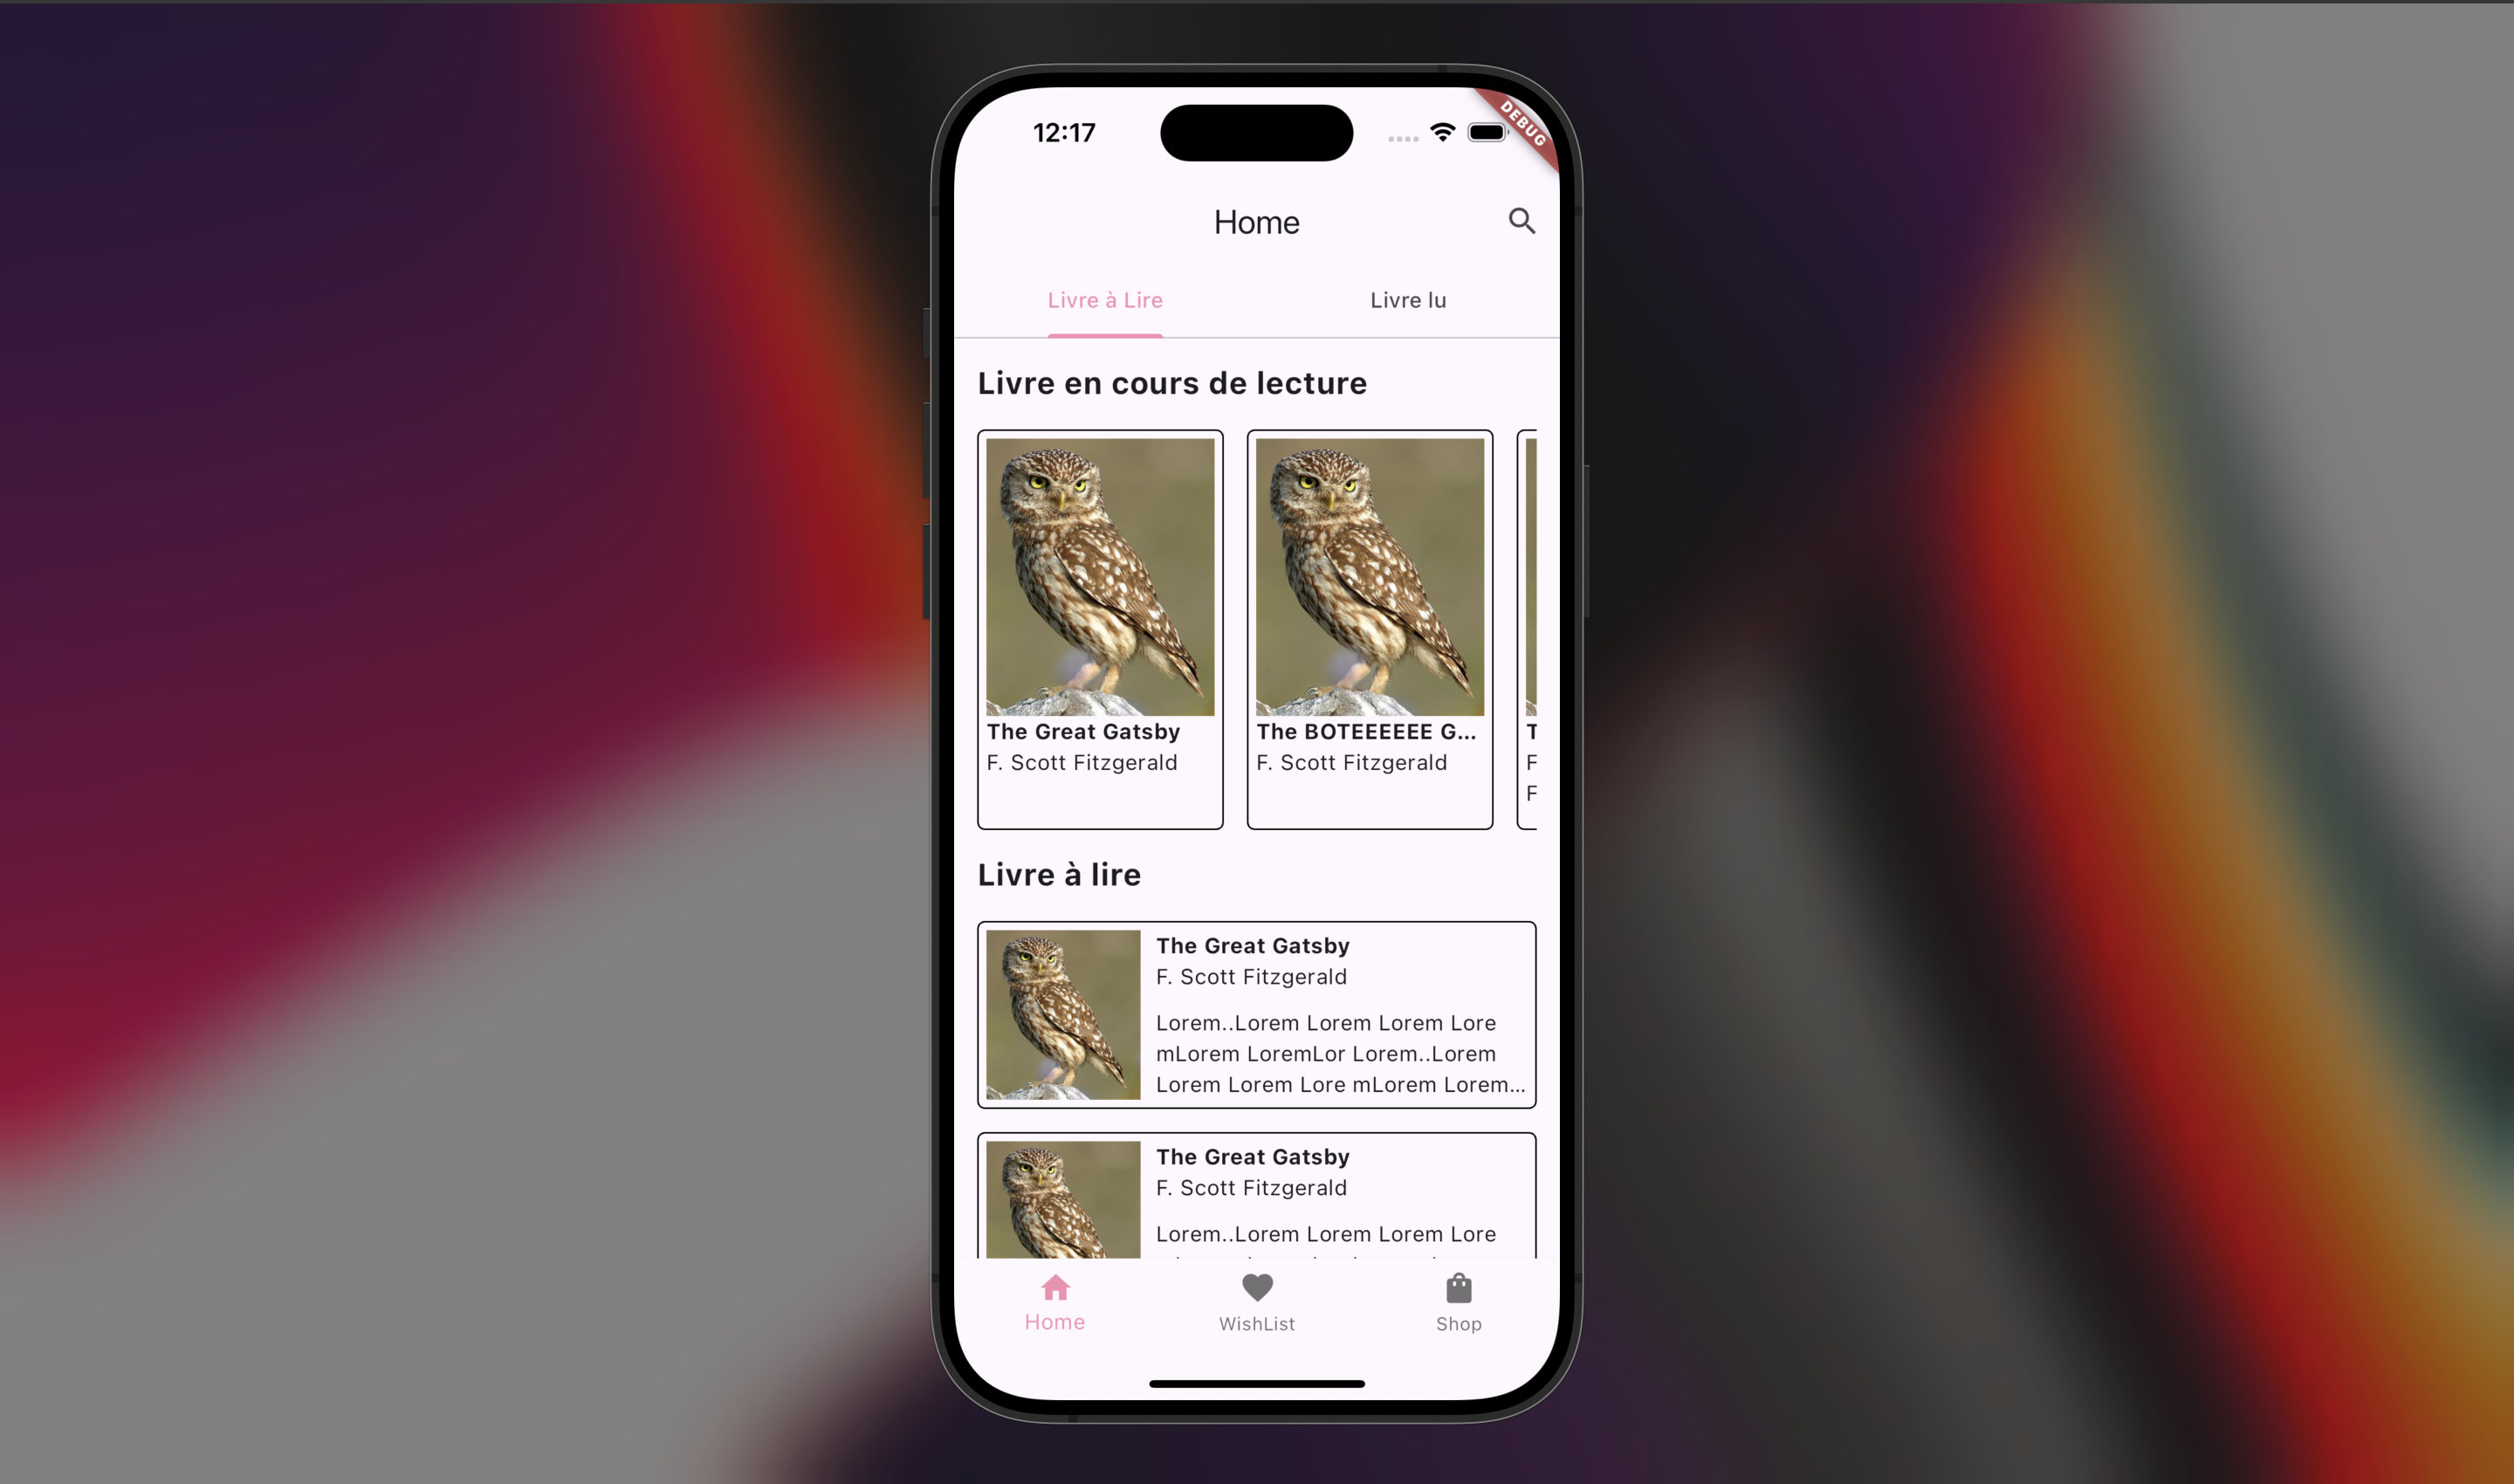 12:17
DEBUG
Home
Livre à Lire
Livre lu
Livre en cours de lecture
The Great Gatsby
F. Scott Fitzgerald
The BOTEEEEEE G...
F. Scott Fitzgerald
T
F
F
Livre à lire
The Great Gatsby
F. Scott Fitzgerald
Lorem..Lorem Lorem Lorem Lore
mLorem LoremLor Lorem..Lorem
Lorem Lorem Lore mLorem Lorem...
The Great Gatsby
F. Scott Fitzgerald
Lorem..Lorem Lorem Lorem Lore
Home
WishList
Shop